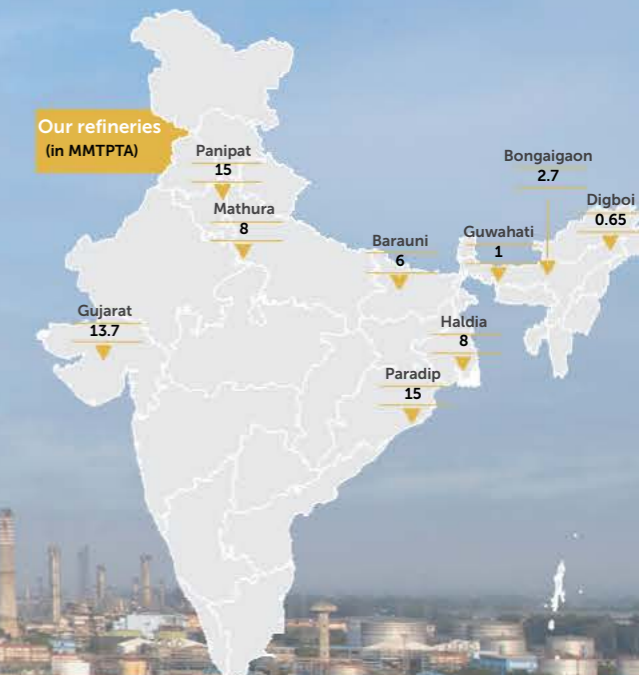 Our refineries
(in MMTPTA)
Panipat
15
Mathura
8
Bongaigaon
2.7
Digboi
0.65
Guwahati
1
Barauni
6
Gujarat
13.7
Haldia
8
Paradip
15